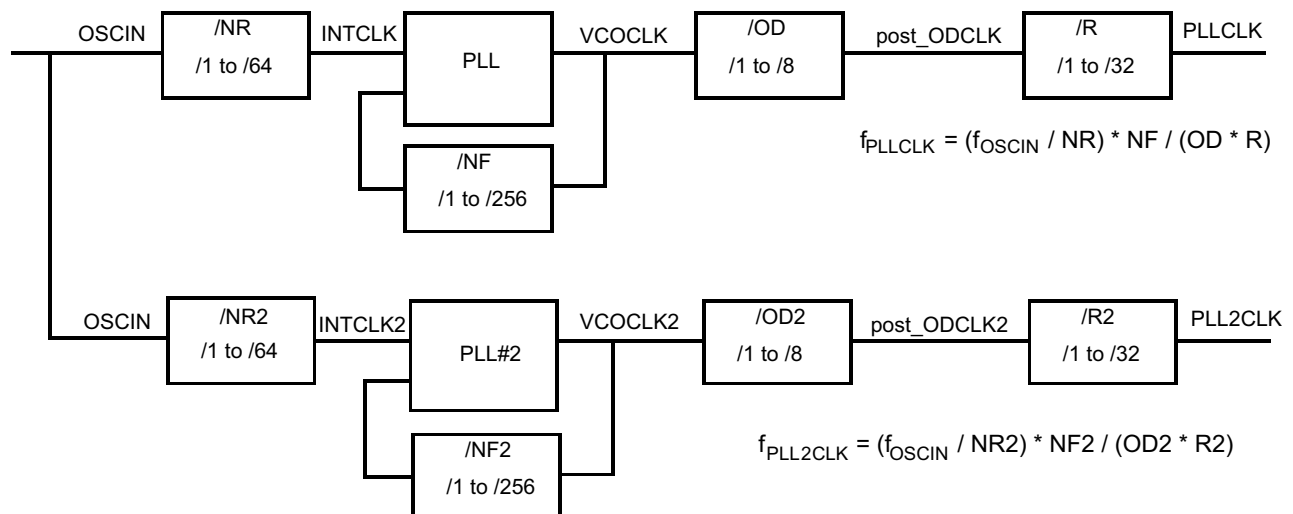 OSCIN
/NR
/1 to /64
INTCLK
PLL
VCOCLK
/OD
/1 to /8
post_ODCLK
/R
/1 to /32
PLLCLK
/NF
/1 to /256
fPLLCLK = (fOSCIN / NR) * NF / (OD * R)
OSCIN
/NR2
/1 to /64
INTCLK2
PLL#2
VCOCLK2
/OD2
/1 to /8
post_ODCLK2
/R2
/1 to /32
PLL2CLK
/NF2
/1 to /256
fPLL2CLK = (fOSCIN / NR2) * NF2 / (OD2 * R2)